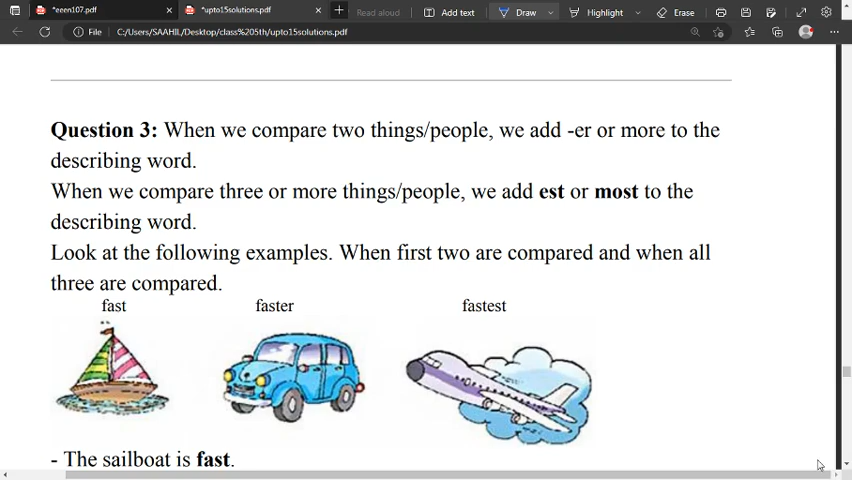 *eeen107.pdf
*upto15solutions.pdf
Read aloud
Add text
Draw
Highlight
Erase
File
C:/Users/SAAHIL/Desktop/class%205th/upto15solutions.pdf
Question 3: When we compare two things/people, we add -er or more to the
describing word.
When we compare three or more things/people, we add est or most to the
describing word.
Look at the following examples. When first two are compared and when all
three are compared.
fast faster fastest
- The sailboat is fast.